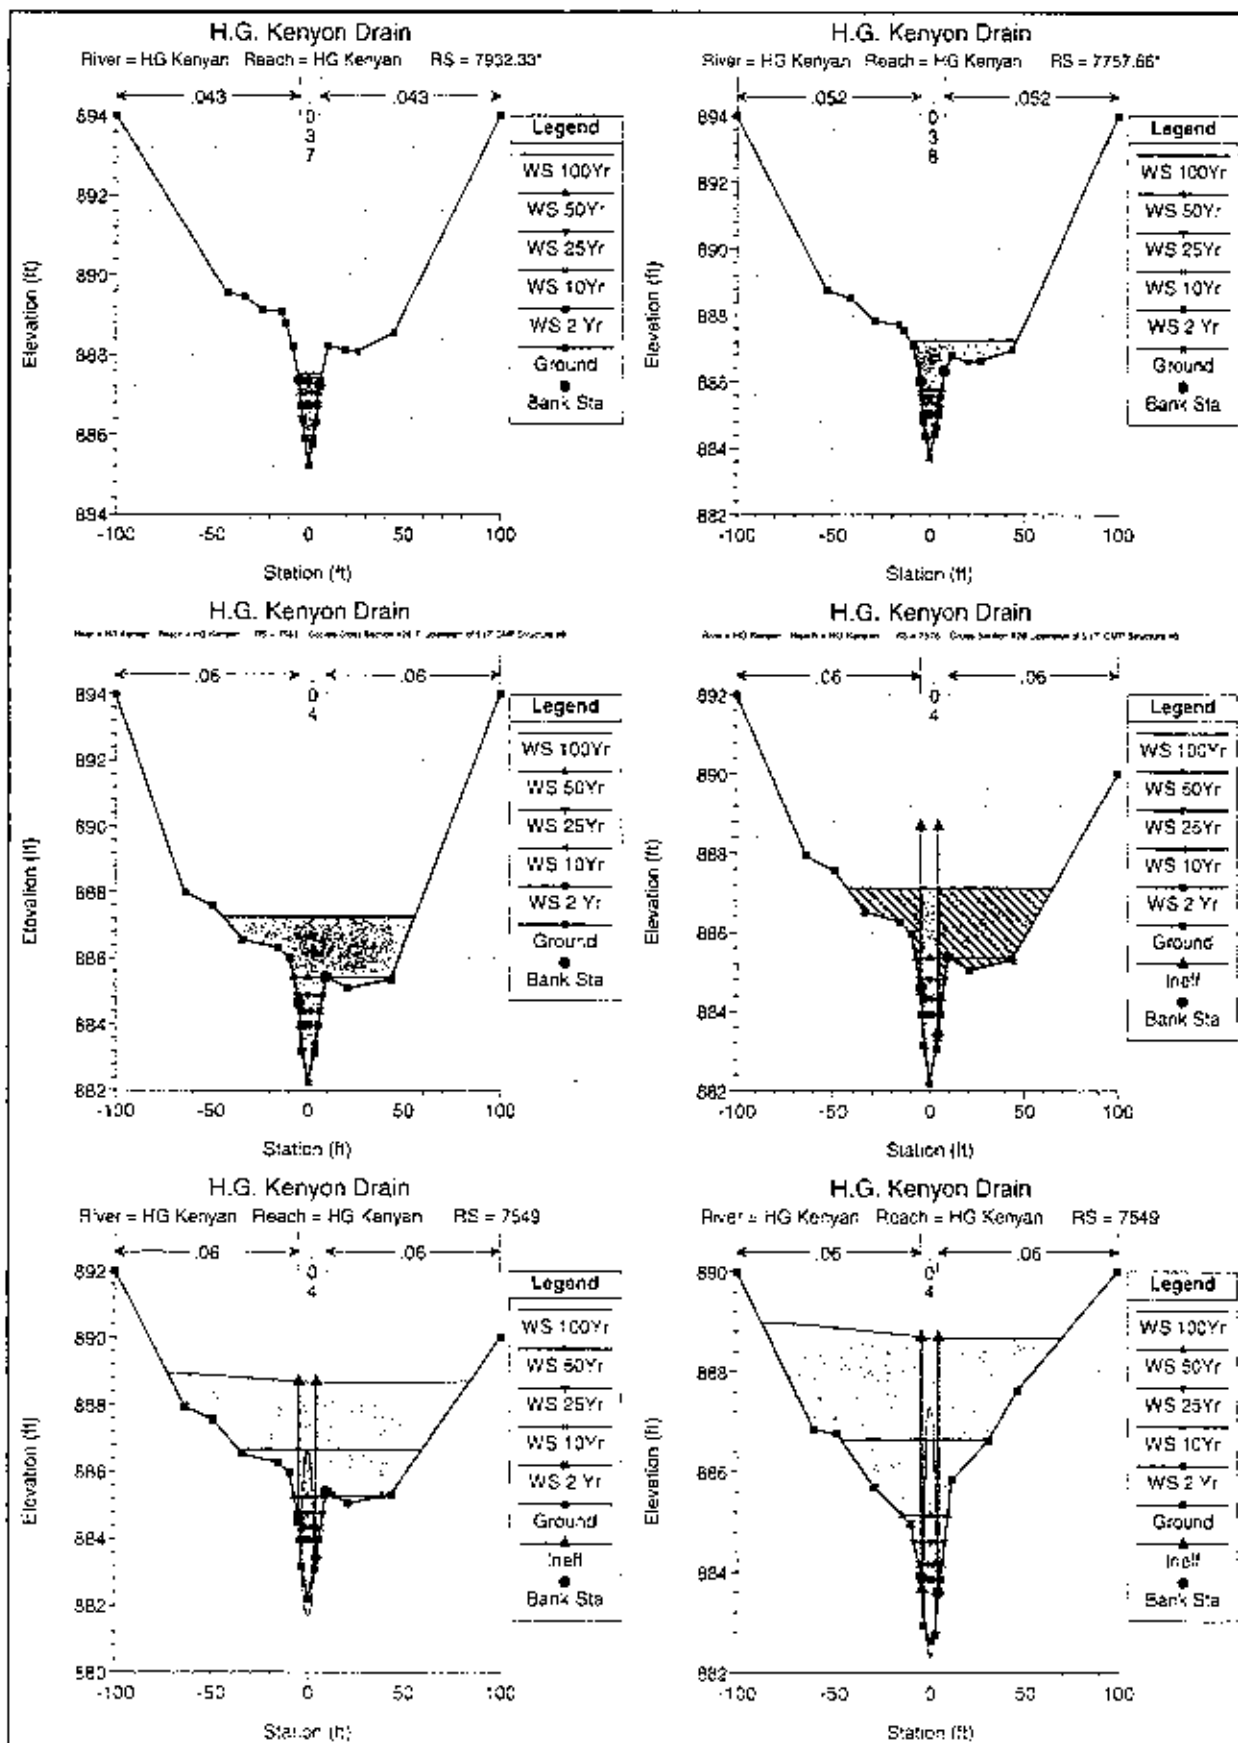 H.G. Kenyon Drain
River = HG Kenyan Reach = HG Kenyan RS = 7932.33*
.043
.043
0
3
7
894
892
890
888
886
894
Elevation (ft)
-100
-50
0
50
100
Station (ft)
Legend
WS 100Yr
WS 50Yr
WS 25Yr
WS 10Yr
WS 2 Yr
Ground
Bank Sta
H.G. Kenyon Drain
River = HG Kenyan Reach = HG Kenyan RS = 7757.66*
.052
.052
0
3
8
894
892
890
888
886
884
882
Elevation (ft)
-100
-50
0
50
100
Station (ft)
Legend
WS 100Yr
WS 50Yr
WS 25Yr
WS 10Yr
WS 2 Yr
Ground
Bank Sta
H.G. Kenyon Drain
.06
.06
0
4
894
892
890
888
886
884
882
Elevation (ft)
-100
-50
0
50
100
Station (ft)
Legend
WS 100Yr
WS 50Yr
WS 25Yr
WS 10Yr
WS 2 Yr
Ground
Bank Sta
H.G. Kenyon Drain
.06
.06
0
4
892
890
888
886
884
882
Elevation (ft)
-100
-50
0
50
100
Station (ft)
Legend
WS 100Yr
WS 50Yr
WS 25Yr
WS 10Yr
WS 2 Yr
Ground
Ineff
Bank Sta
H.G. Kenyon Drain
River = HG Kenyan Reach = HG Kenyan RS = 7549
.06
.06
0
4
892
890
888
886
884
882
880
Elevation (ft)
-100
-50
0
50
100
Station (ft)
Legend
WS 100Yr
WS 50Yr
WS 25Yr
WS 10Yr
WS 2 Yr
Ground
Ineff
Bank Sta
H.G. Kenyon Drain
River = HG Kenyan Reach = HG Kenyan RS = 7549
.06
.06
0
4
890
888
886
884
882
Elevation (ft)
-100
-50
0
50
100
Station (ft)
Legend
WS 100Yr
WS 50Yr
WS 25Yr
WS 10Yr
WS 2 Yr
Ground
Ineff
Bank Sta